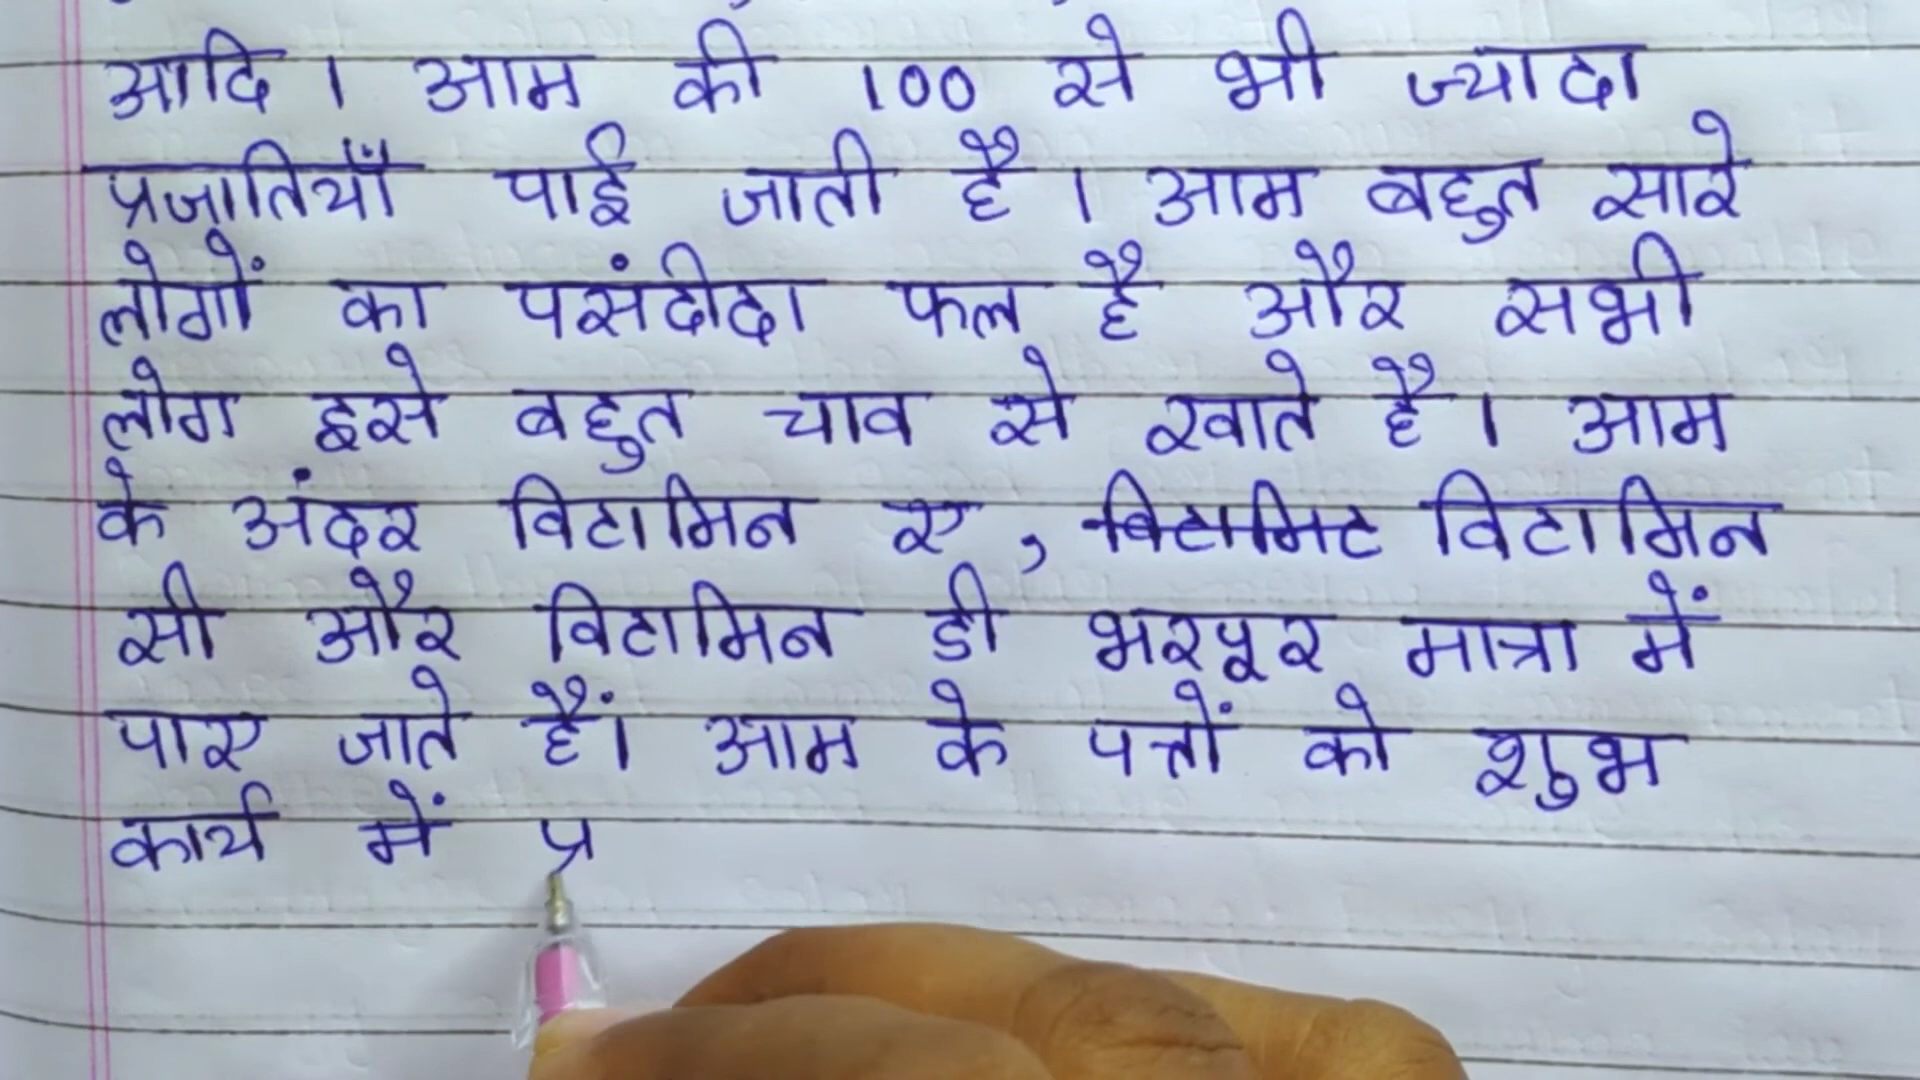 आदि । आम की 100 से भी ज्यादा
प्रजातियाँ पाई जाती है । आम बहुत सारे
लोगों का पसंदीदा फल है और सभी
लोग इसे बहुत चाव से खाते है । आम
के अंदर विटामिन ए, विटामिट विटामिन
सी और विटामिन डी भरपूर मात्रा में
पाए जाते हैं। आम के पत्तों को शुभ
कार्य में प्र